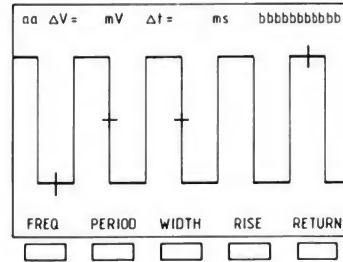 aa ΔV = mV Δt = ms bbbbbbbbbbb
FREQ PERIOD WIDTH RISE RETURN